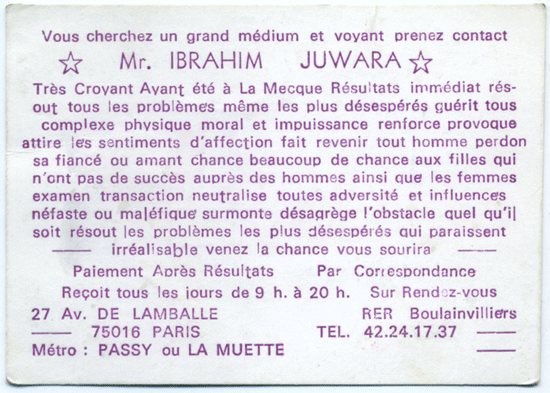 Vous cherchez un grand médium et voyant prenez contact
☆ Mr. IBRAHIM JUWARA ☆
Très Croyant Ayant été à La Mecque Résultats immédiat rés-
out tous les problèmes même les plus désespérés guérit tous
complexe physique moral et impuissance renforce provoque
attire les sentiments d'affection fait revenir tout homme perdon
sa fiancé ou amant chance beaucoup de chance aux filles qui
n'ont pas de succès auprès des hommes ainsi que les femmes
examen transaction neutralise toutes adversité et influences
néfaste ou maléfique surmonte désagrège l'obstacle quel qu'il
soit résout les problèmes les plus désespérés qui paraissent
irréalisable venez la chance vous sourira
Paiement Après Résultats Par Correspondance
Reçoit tous les jours de 9 h. à 20 h. Sur Rendez-vous
27 Av. DE LAMBALLE RER Boulainvilliers
75016 PARIS TEL. 42.24.17.37
Métro : PASSY ou LA MUETTE